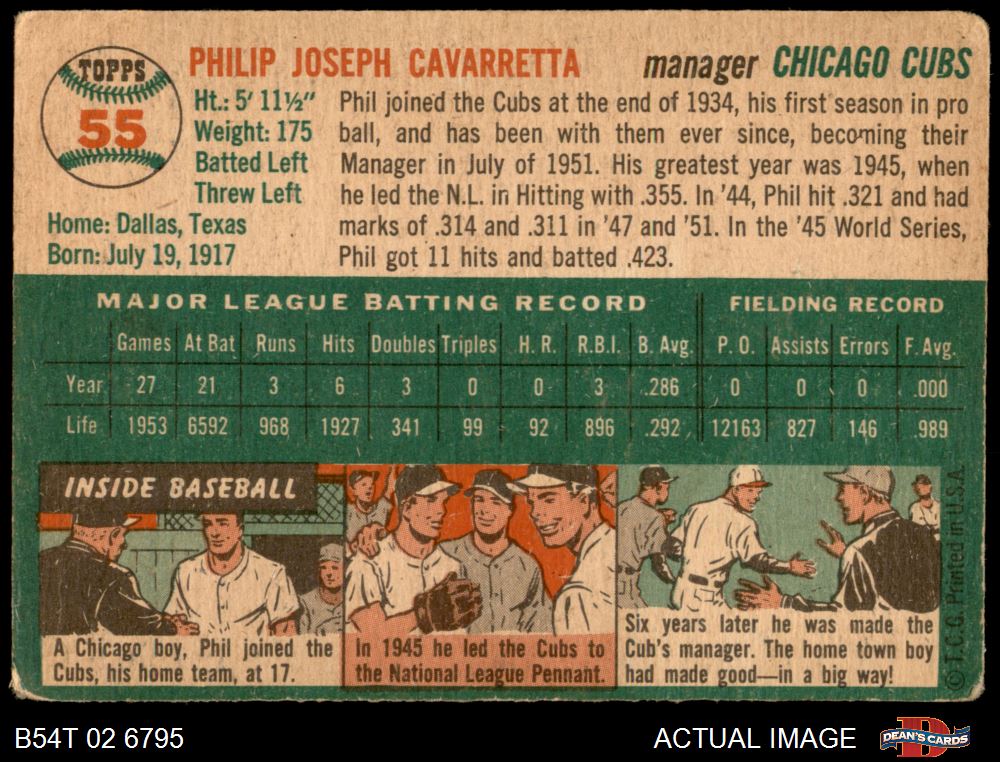 TOPPS
55
PHILIP JOSEPH CAVARRETTA manager CHICAGO CUBS
Ht.: 5' 11½"
Weight: 175
Batted Left
Threw Left
Home: Dallas, Texas
Born: July 19, 1917
Phil joined the Cubs at the end of 1934, his first season in pro
ball, and has been with them ever since, becoming their
Manager in July of 1951. His greatest year was 1945, when
he led the N.L. in Hitting with .355. In '44, Phil hit .321 and had
marks of .314 and .311 in '47 and '51. In the '45 World Series,
Phil got 11 hits and batted .423.
MAJOR LEAGUE BATTING RECORD FIELDING RECORD
Games At Bat Runs Hits Doubles Triples H. R. R.B.I. B. Avg. P. O. Assists Errors F. Avg.
Year 27 21 3 6 3 0 0 3 .286 0 0 0 .000
Life 1953 6592 968 1927 341 99 92 896 .292 12163 827 146 .989
INSIDE BASEBALL
A Chicago boy, Phil joined the
Cubs, his home team, at 17.
In 1945 he led the Cubs to
the National League Pennant.
Six years later he was made the
Cub's manager. The home town boy
had made good—in a big way!
© T.C.G. Printed in U.S.A.
B54T 02 6795
ACTUAL IMAGE
D
DEAN'S CARDS